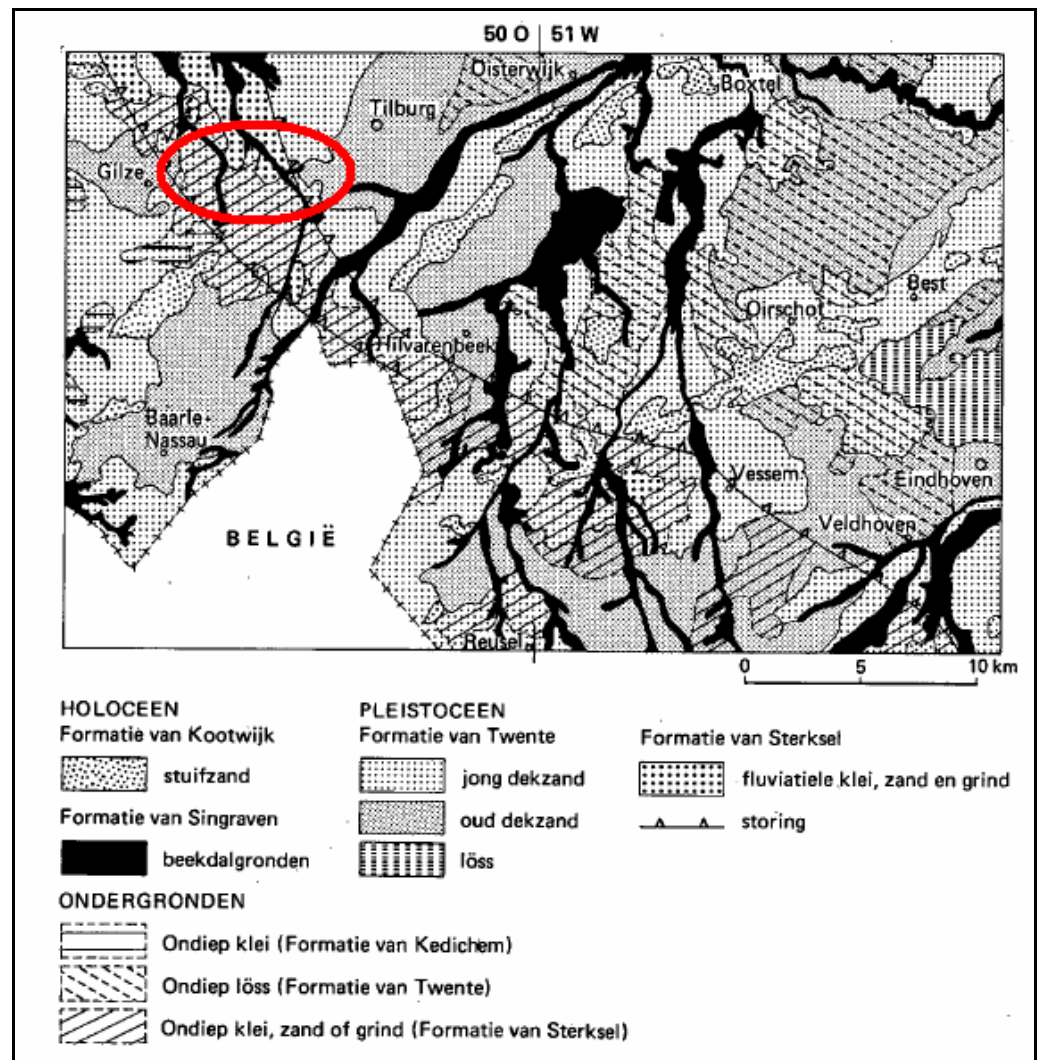 50 O | 51 W
Oisterwijk
Boxtel
Tilburg
Gilze
Best
Oirschot
Hilvarenbeek
Baarle-
Nassau
Vessem
Eindhoven
Veldhoven
BELGIË
Reusel
0 5 10 km
HOLOCEEN
Formatie van Kootwijk
stuifzand
Formatie van Singraven
beekdalgronden
PLEISTOCEEN
Formatie van Twente
jong dekzand
oud dekzand
löss
Formatie van Sterksel
fluviatiele klei, zand en grind
storing
ONDERGRONDEN
Ondiep klei (Formatie van Kedichem)
Ondiep löss (Formatie van Twente)
Ondiep klei, zand of grind (Formatie van Sterksel)